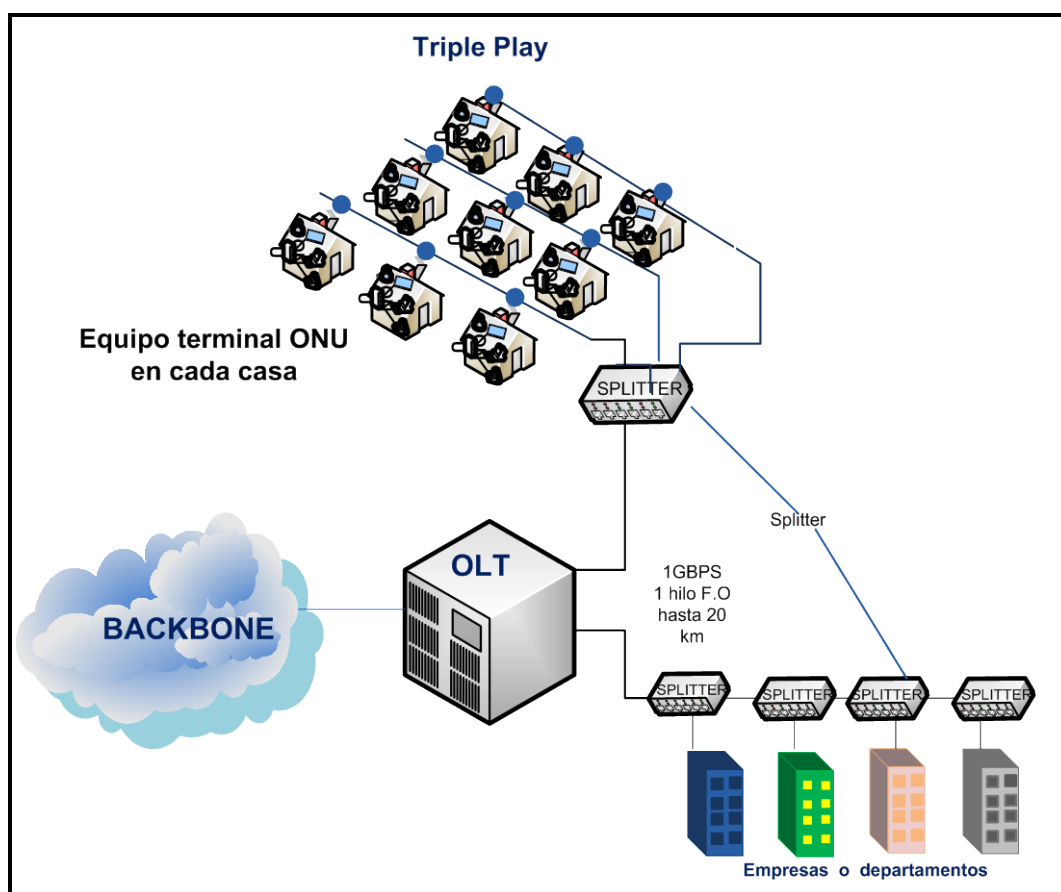 Triple Play
Equipo terminal ONU
en cada casa
SPLITTER
Splitter
OLT
1GBPS
1 hilo F.O
hasta 20
km
BACKBONE
SPLITTER
SPLITTER
SPLITTER
SPLITTER
Empresas o departamentos